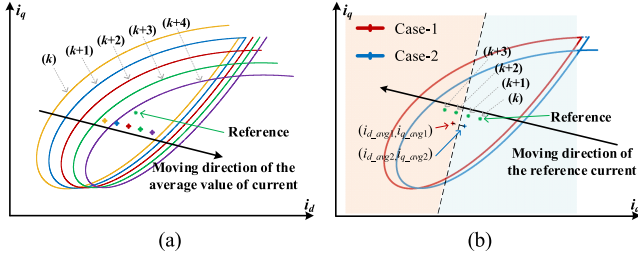 i_q
(k)
(k+1)
(k+2)
(k+3)
(k+4)
Reference
Moving direction of the
average value of current
i_d
(a)
i_q
Case-1
Case-2
(k+3)
(k+2)
(k+1)
(k)
Reference
(i_d_avg1,i_q_avg1)
(i_d_avg2,i_q_avg2)
Moving direction of
the reference current
i_d
(b)